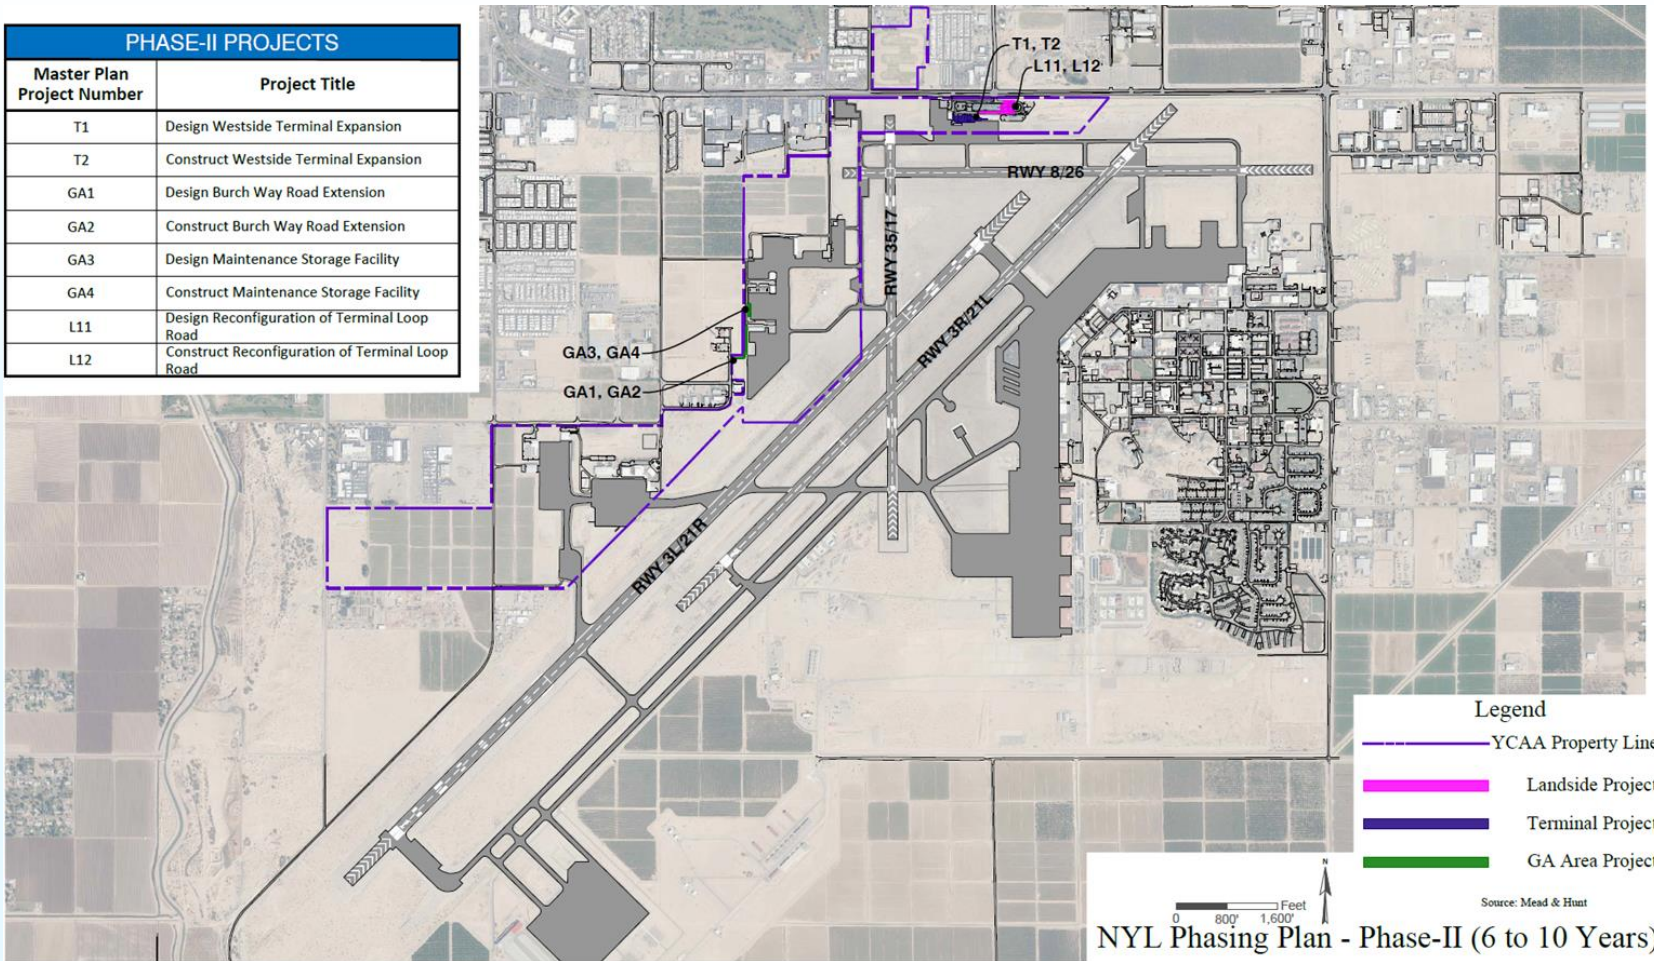 PHASE-II PROJECTS
Master Plan Project Number
Project Title
T1 Design Westside Terminal Expansion
T2 Construct Westside Terminal Expansion
GA1 Design Burch Way Road Extension
GA2 Construct Burch Way Road Extension
GA3 Design Maintenance Storage Facility
GA4 Construct Maintenance Storage Facility
L11 Design Reconfiguration of Terminal Loop
Road
L12 Construct Reconfiguration of Terminal Loop
Road
T1, T2
L11, L12
RWY 8/26
RWY 35/17
RWY 3R/21L
GA3, GA4
GA1, GA2
RWY 3L/21R
Legend
YCAA Property Line
Landside Project
Terminal Project
GA Area Project
Source: Mead & Hunt
N
Feet
0 800' 1,600'
NYL Phasing Plan - Phase-II (6 to 10 Years)